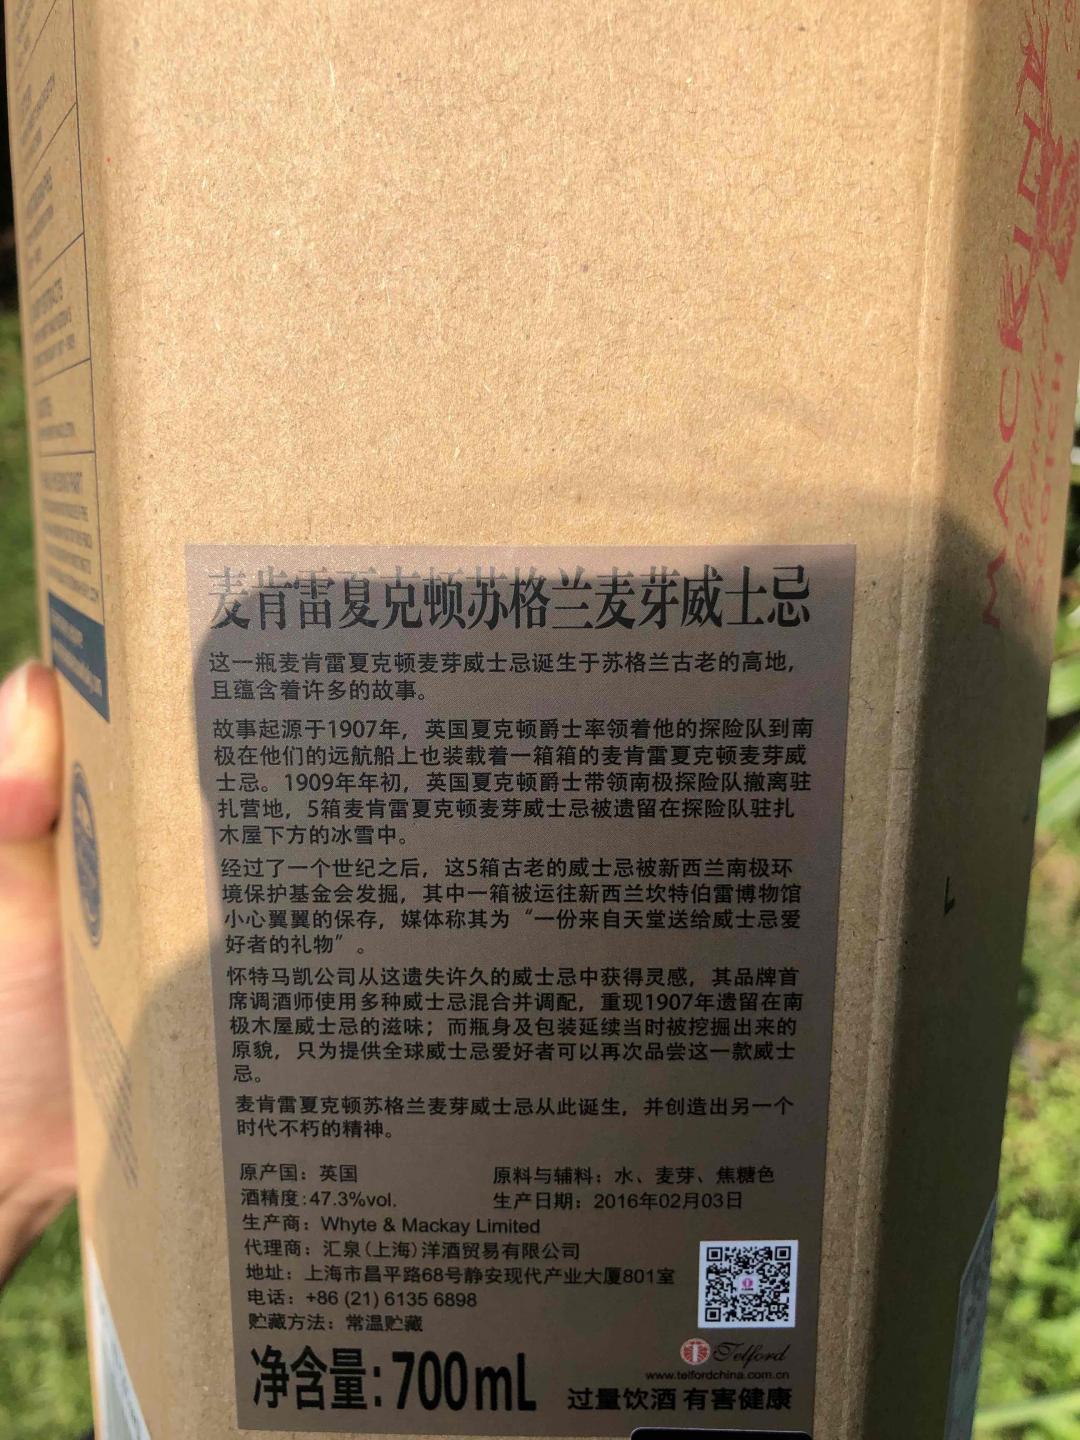 麦肯雷夏克顿苏格兰麦芽威士忌
这一瓶麦肯雷夏克顿麦芽威士忌诞生于苏格兰古老的高地，
且蕴含着许多的故事。
故事起源于1907年，英国夏克顿爵士率领着他的探险队到南
极在他们的远航船上也装载着一箱箱的麦肯雷夏克顿麦芽威
士忌。1909年年初，英国夏克顿爵士带领南极探险队撤离驻
扎营地，5箱麦肯雷夏克顿麦芽威士忌被遗留在探险队驻扎
木屋下方的冰雪中。
经过了一个世纪之后，这5箱古老的威士忌被新西兰南极环
境保护基金会发掘，其中一箱被运往新西兰坎特伯雷博物馆
小心翼翼的保存，媒体称其为“一份来自天堂送给威士忌爱
好者的礼物”。
怀特马凯公司从这遗失许久的威士忌中获得灵感，其品牌首
席调酒师使用多种威士忌混合并调配，重现1907年遗留在南
极木屋威士忌的滋味；而瓶身及包装延续当时被挖掘出来的
原貌，只为提供全球威士忌爱好者可以再次品尝这一款威士
忌。
麦肯雷夏克顿苏格兰麦芽威士忌从此诞生，并创造出另一个
时代不朽的精神。
原产国：英国 原料与辅料：水、麦芽、焦糖色
酒精度:47.3%vol. 生产日期：2016年02月03日
生产商：Whyte & Mackay Limited
代理商：汇泉(上海)洋酒贸易有限公司
地址：上海市昌平路68号静安现代产业大厦801室
电话：+86 (21) 6135 6898
贮藏方法：常温贮藏
净含量:700mL
Telford
www.telfordchina.com.cn
过量饮酒 有害健康
L